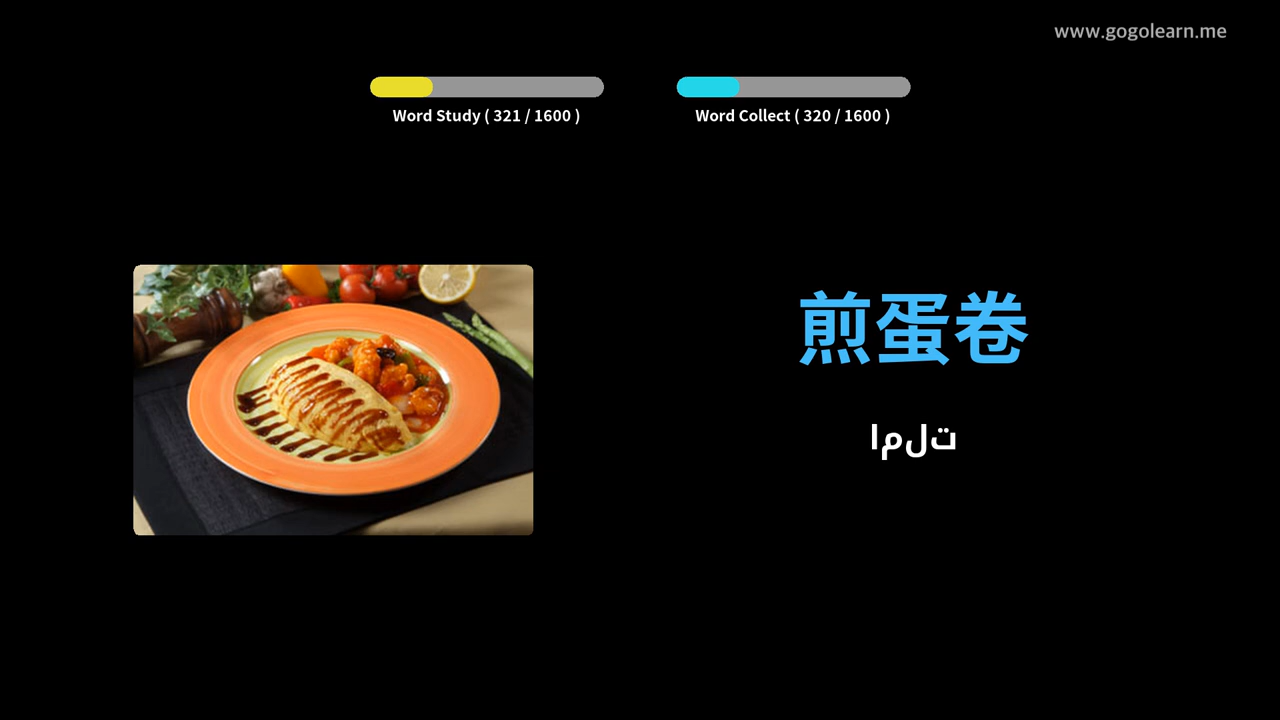 www.gogolearn.me
Word Study ( 321 / 1600 )
Word Collect ( 320 / 1600 )
煎蛋卷
املت